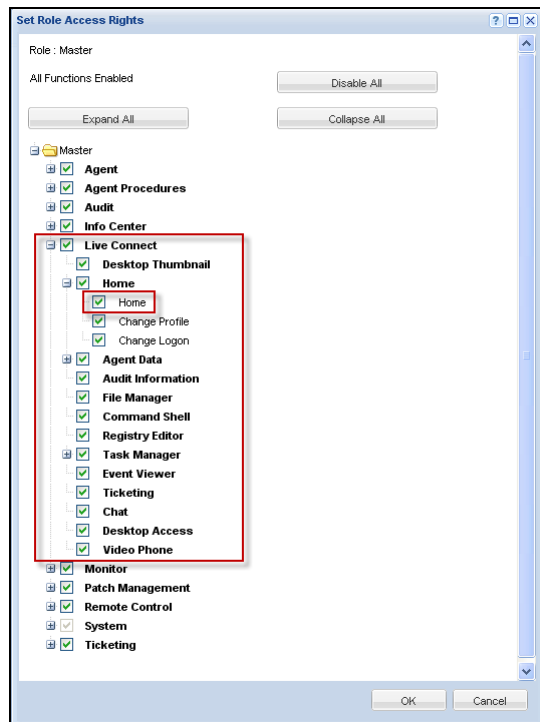 Set Role Access Rights
Role : Master
All Functions Enabled
Disable All
Expand All
Collapse All
Master
Agent
Agent Procedures
Audit
Info Center
Live Connect
Desktop Thumbnail
Home
Home
Change Profile
Change Logon
Agent Data
Audit Information
File Manager
Command Shell
Registry Editor
Task Manager
Event Viewer
Ticketing
Chat
Desktop Access
Video Phone
Monitor
Patch Management
Remote Control
System
Ticketing
OK
Cancel